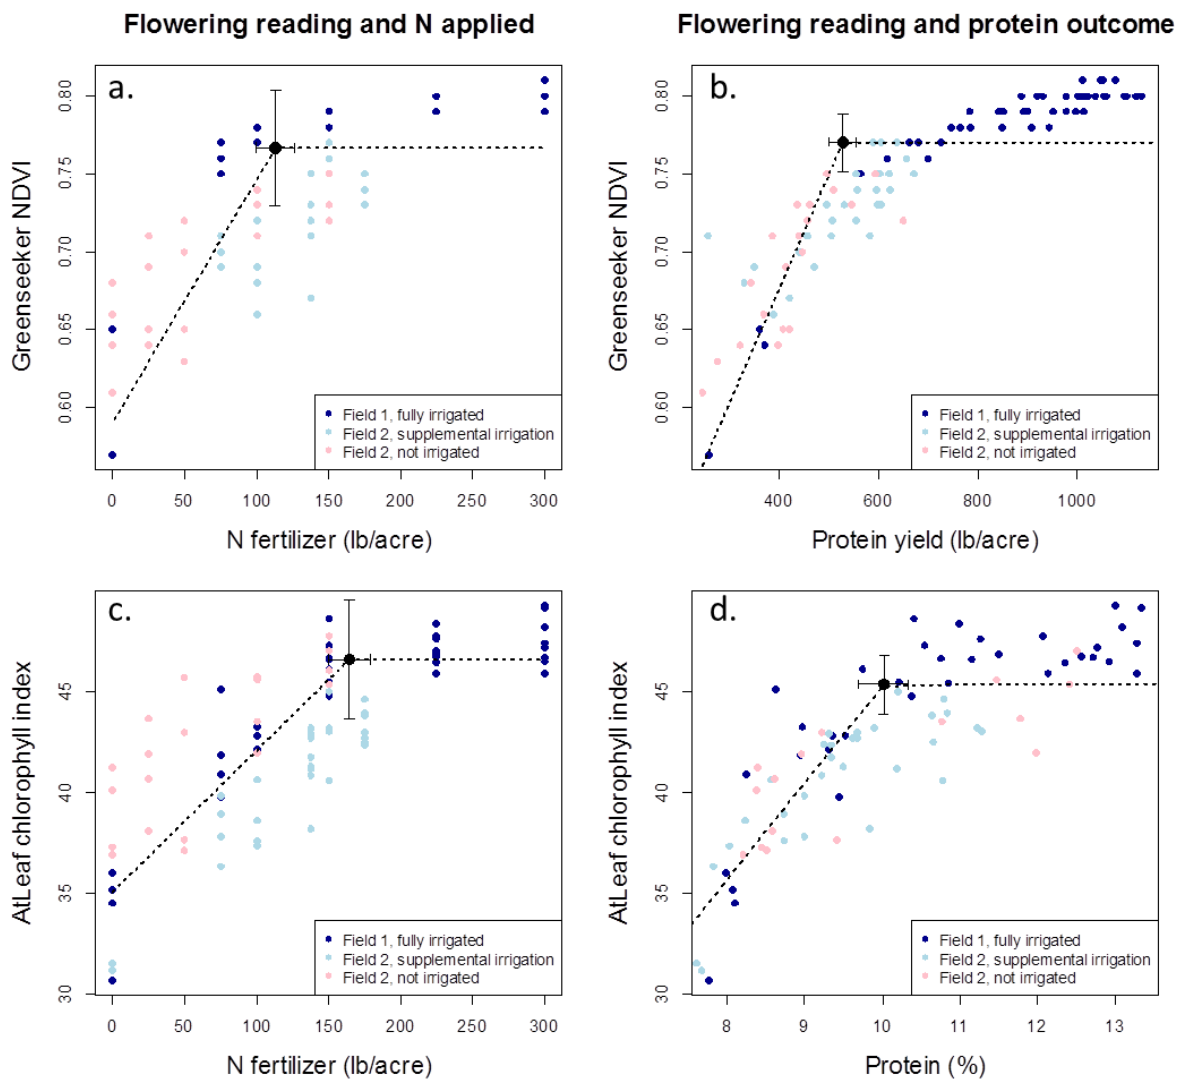 Flowering reading and N applied
Flowering reading and protein outcome
a.
Greenseeker NDVI
0.80
0.75
0.70
0.65
0.60
Field 1, fully irrigated
Field 2, supplemental irrigation
Field 2, not irrigated
0 50 100 150 200 250 300
N fertilizer (lb/acre)
b.
Greenseeker NDVI
0.80
0.75
0.70
0.65
0.60
Field 1, fully irrigated
Field 2, supplemental irrigation
Field 2, not irrigated
400 600 800 1000
Protein yield (lb/acre)
c.
AtLeaf chlorophyll index
45
40
35
30
Field 1, fully irrigated
Field 2, supplemental irrigation
Field 2, not irrigated
0 50 100 150 200 250 300
N fertilizer (lb/acre)
d.
AtLeaf chlorophyll index
45
40
35
30
Field 1, fully irrigated
Field 2, supplemental irrigation
Field 2, not irrigated
8 9 10 11 12 13
Protein (%)